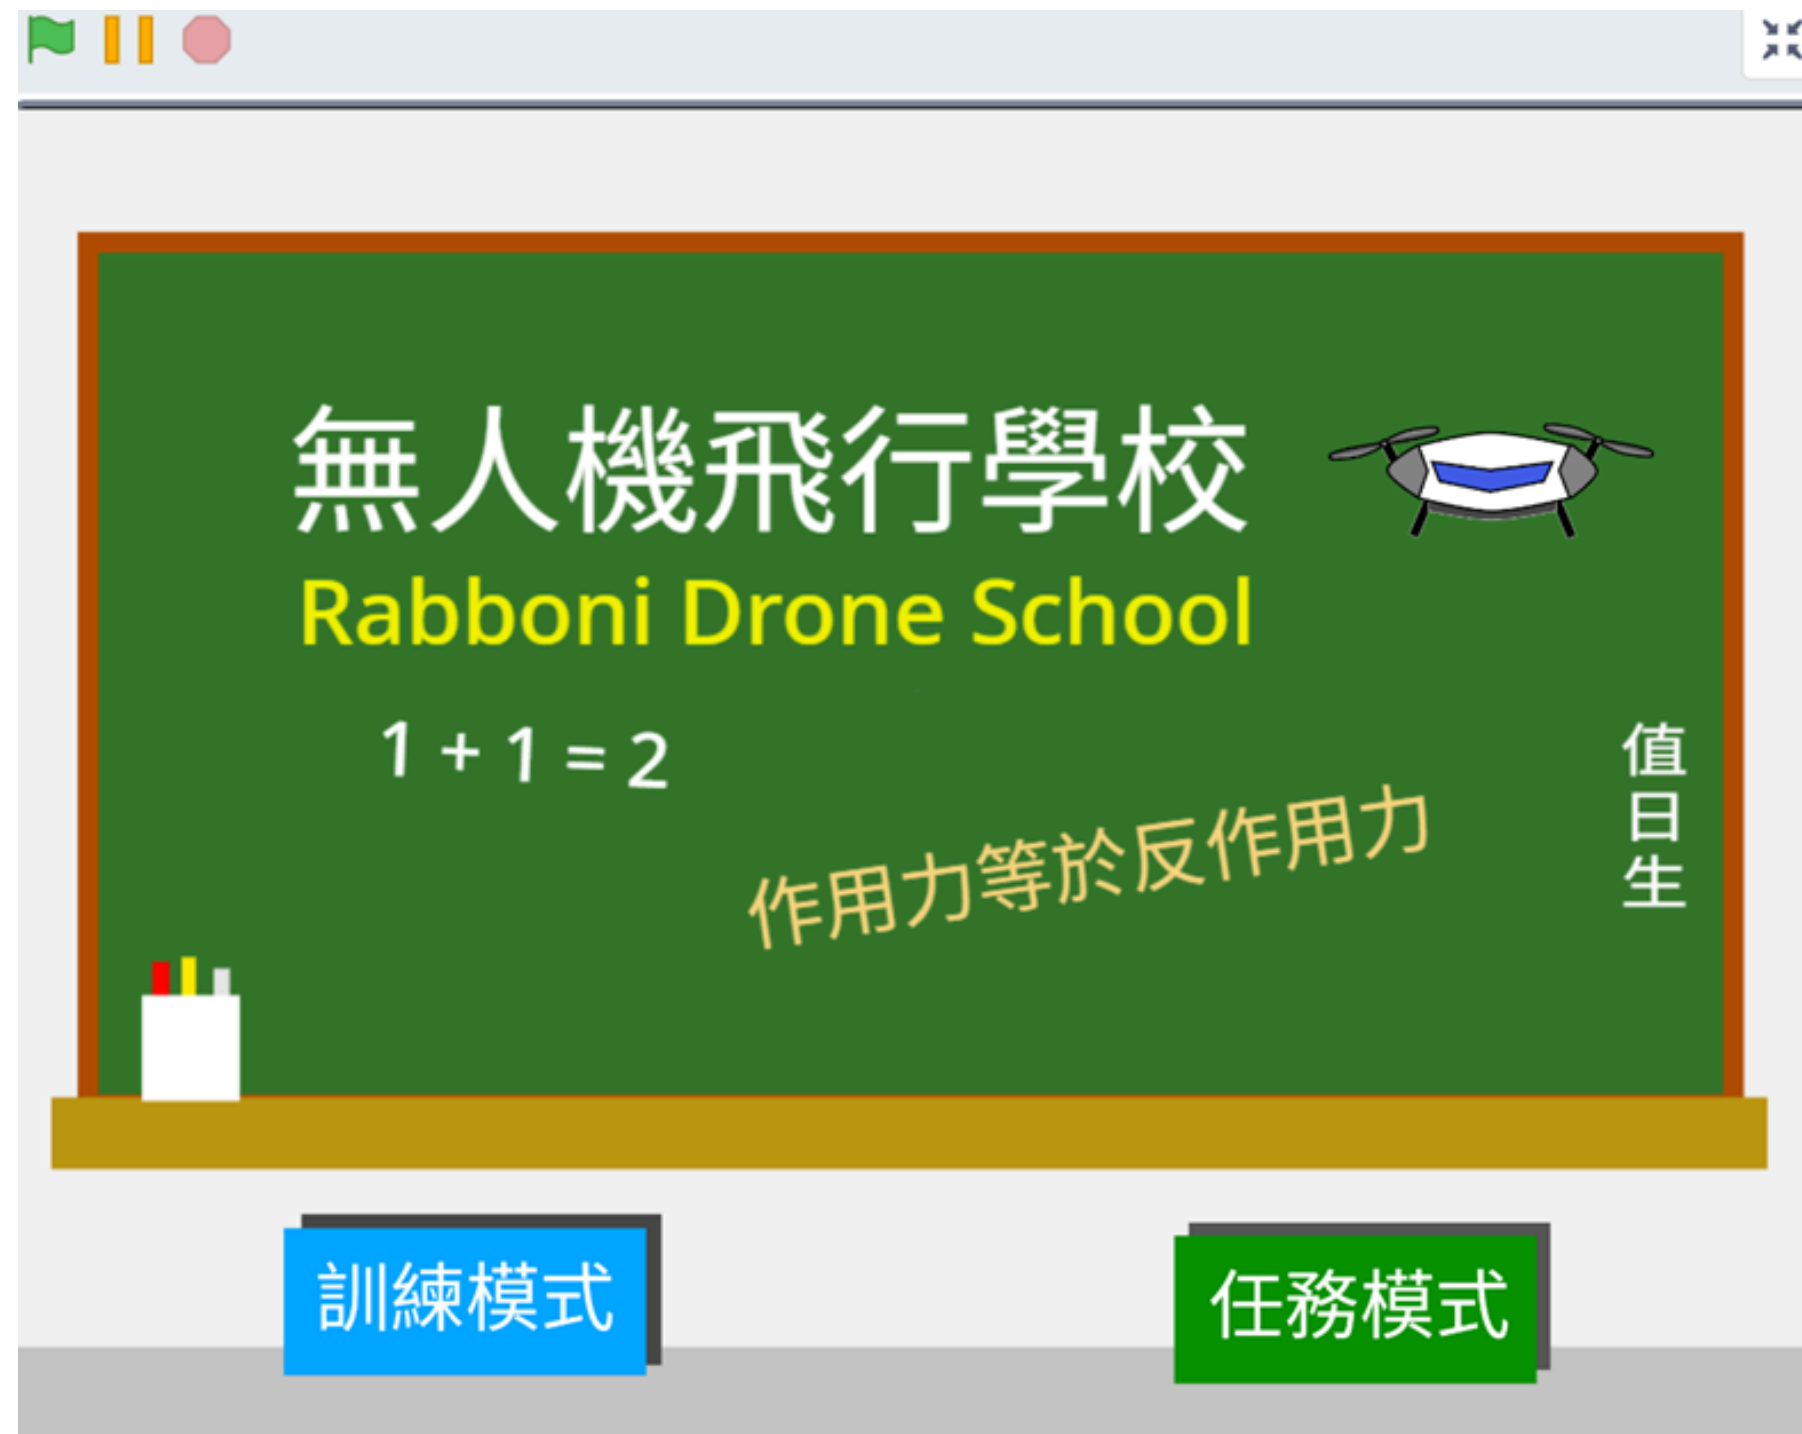 無人機飛行學校
Rabboni Drone School
1 + 1 = 2
作用力等於反作用力
值日生
訓練模式
任務模式